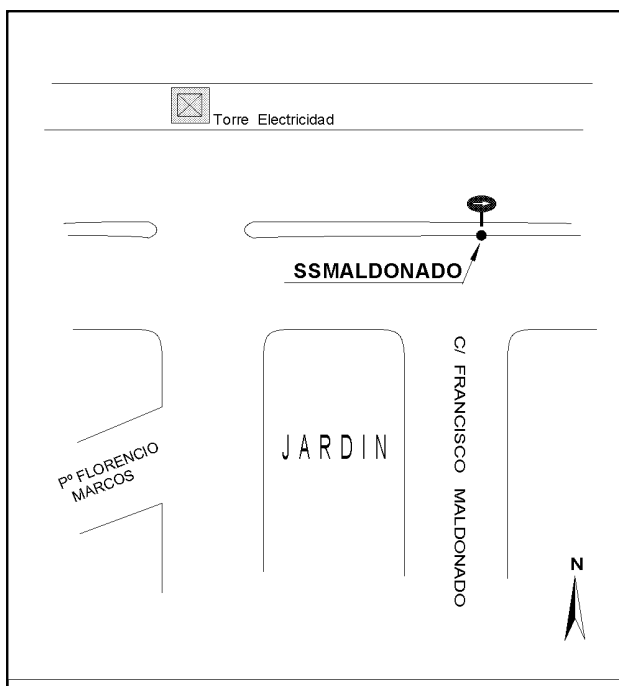 Torre Electricidad
SSMALDONADO
C/ FRANCISCO MALDONADO
JARDIN
Pº FLORENCIO
MARCOS
N